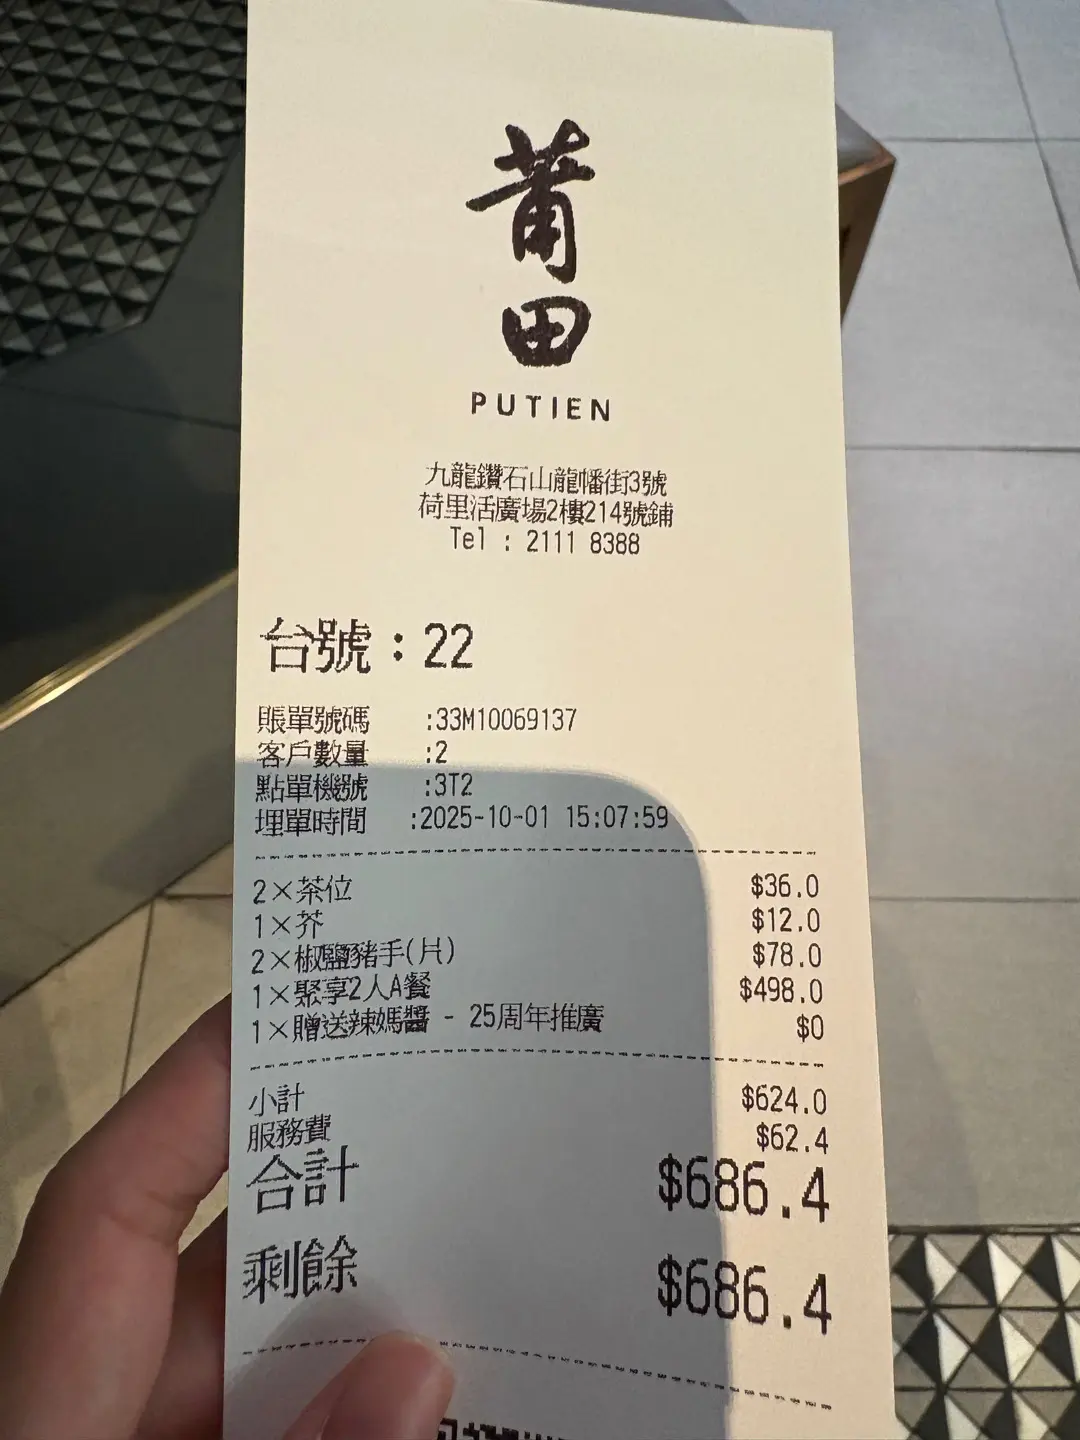 莆
田
PUTIEN
九龍鑽石山龍蟠街3號
荷里活廣場2樓214號鋪
Tel : 2111 8388
台號：22
賬單號碼 :33M10069137
客戶數量 :2
點單機號 :3T2
埋單時間 :2025-10-01 15:07:59
2×茶位 $36.0
1×芥 $12.0
2×椒鹽豬手(片) $78.0
1×聚享2人A餐 $498.0
1×贈送辣媽醬 - 25周年推廣 $0
小計 $624.0
服務費 $62.4
合計 $686.4
剩餘 $686.4